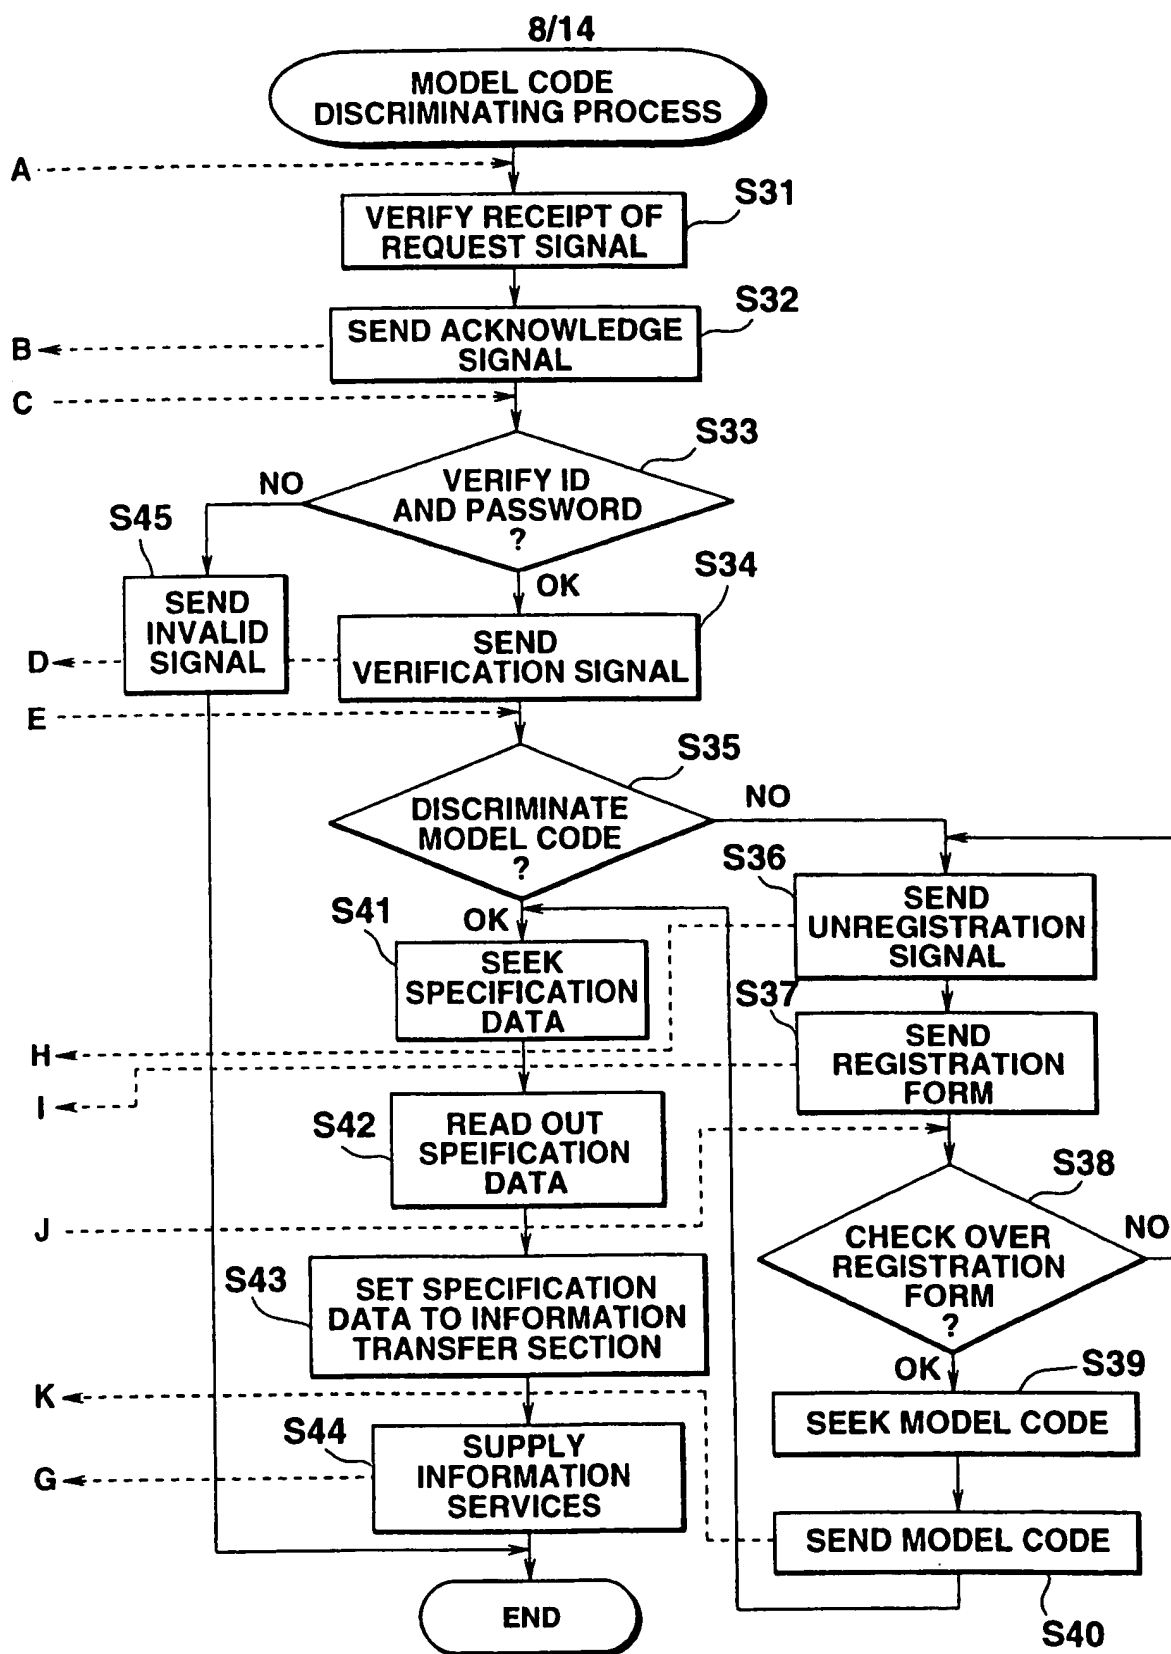 8/14
MODEL CODE
DISCRIMINATING PROCESS
A
S31
VERIFY RECEIPT OF
REQUEST SIGNAL
S32
SEND ACKNOWLEDGE
SIGNAL
B
C
S33
VERIFY ID
AND PASSWORD
?
NO
S45
OK
S34
SEND
INVALID
SIGNAL
SEND
VERIFICATION SIGNAL
D
E
S35
DISCRIMINATE
MODEL CODE
?
NO
S36
SEND
UNREGISTRATION
SIGNAL
OK
S41
SEEK
SPECIFICATION
DATA
S37
SEND
REGISTRATION
FORM
H
I
S42
READ OUT
SPEIFICATION
DATA
S38
J
CHECK OVER
REGISTRATION
FORM
?
NO
S43
SET SPECIFICATION
DATA TO INFORMATION
TRANSFER SECTION
OK
S39
K
SEEK MODEL CODE
S44
SUPPLY
INFORMATION
SERVICES
G
SEND MODEL CODE
S40
END